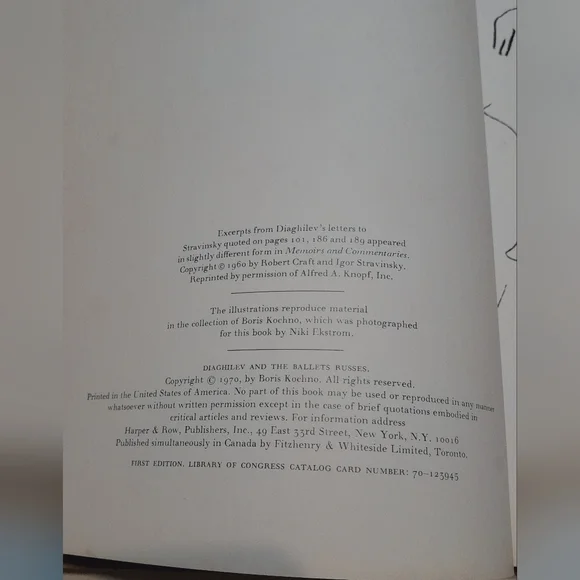 Excerpts from Diaghilev's letters to
Stravinsky quoted on pages 101, 186 and 189 appeared
in slightly different form in Memoirs and Commentaries.
Copyright © 1960 by Robert Craft and Igor Stravinsky.
Reprinted by permission of Alfred A. Knopf, Inc.
The illustrations reproduce material
in the collection of Boris Kochno, which was photographed
for this book by Niki Ekstrom.
DIAGHILEV AND THE BALLETS RUSSES.
Copyright © 1970, by Boris Kochno. All rights reserved.
Printed in the United States of America. No part of this book may be used or reproduced in any manner
whatsoever without written permission except in the case of brief quotations embodied in
critical articles and reviews. For information address
Harper & Row, Publishers, Inc., 49 East 33rd Street, New York, N.Y. 10016
Published simultaneously in Canada by Fitzhenry & Whiteside Limited, Toronto.
FIRST EDITION. LIBRARY OF CONGRESS CATALOG CARD NUMBER: 70-123945